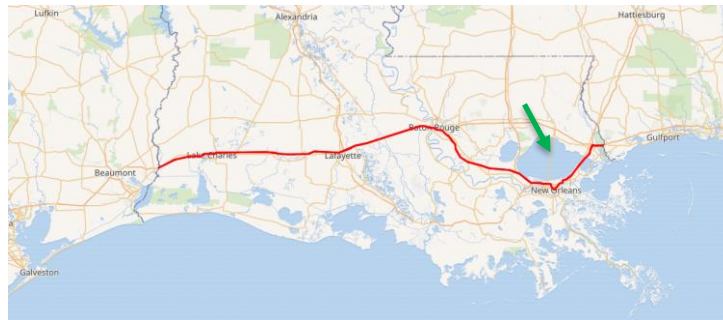 Lufkin
Alexandria
Hattiesburg
Baton Rouge
Gulfport
Lake Charles
Lafayette
Beaumont
New Orleans
Galveston